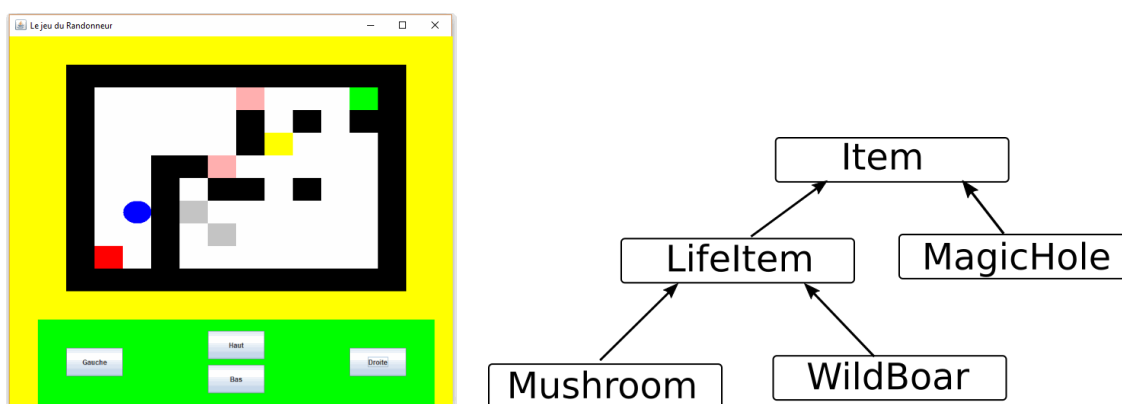 Le jeu du Randonneur
Haut
Gauche
Droite
Bas
Item
LifeItem
MagicHole
Mushroom
WildBoar